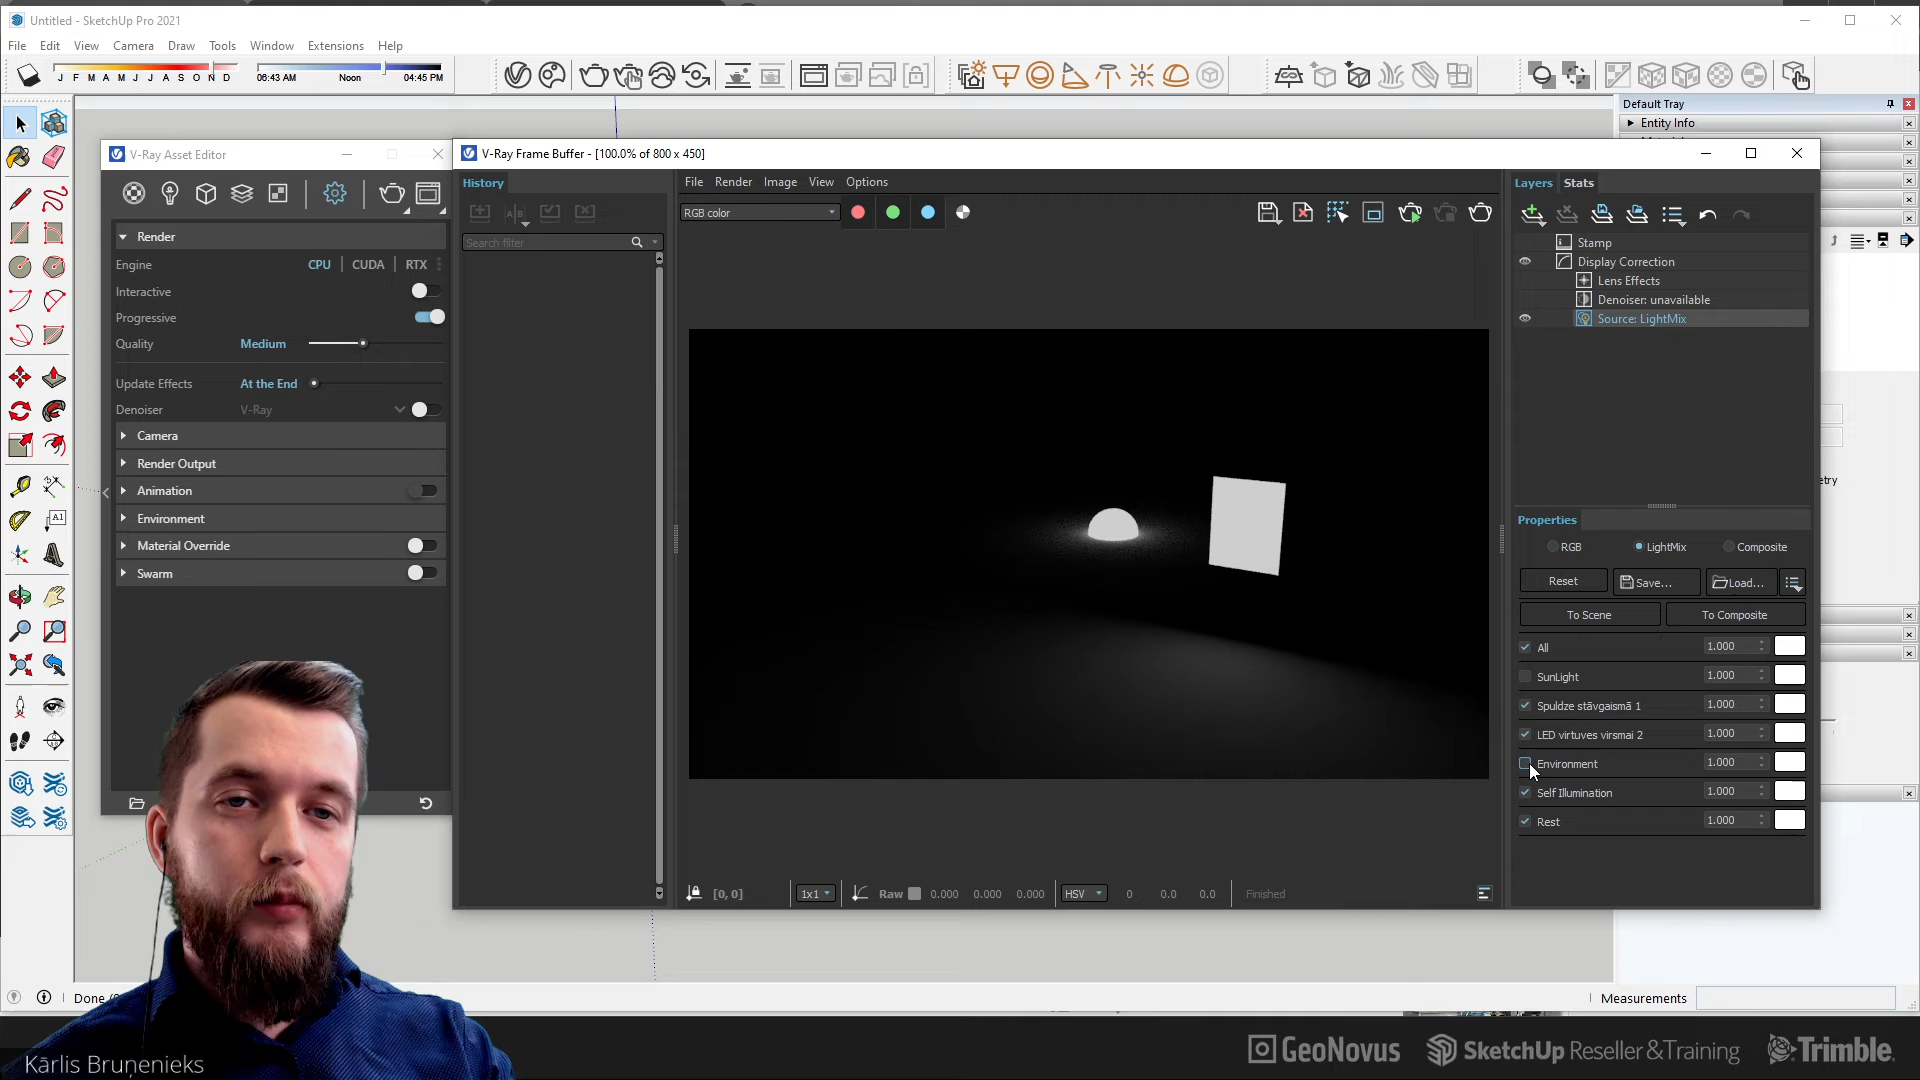 Untitled - SketchUp Pro 2021
File Edit View Camera Draw Tools Window Extensions Help
J F M A M J J A S O N D
06:43 AM Noon 04:45 PM
Default Tray
Entity Info
V-Ray Asset Editor
Render
Engine CPU CUDA RTX
Interactive
Progressive
Quality Medium
Update Effects At the End
Denoiser V-Ray
Camera
Render Output
Animation
Environment
Material Override
Swarm
V-Ray Frame Buffer - [100.0% of 800 x 450]
History
Search filter
File Render Image View Options
RGB color
[0, 0] 1x1 Raw 0.000 0.000 0.000 HSV 0 0.0 0.0 Finished
Layers Stats
Stamp
Display Correction
Lens Effects
Denoiser: unavailable
Source: LightMix
Properties
RGB LightMix Composite
Reset Save... Load...
To Scene To Composite
All 1.000
SunLight 1.000
Spuldze stāvgaismā 1 1.000
LED virtuves virsmai 2 1.000
Environment 1.000
Self Illumination 1.000
Rest 1.000
etry
A1
Done
Measurements
Kārlis Bruņenieks
GeoNovus SketchUp Reseller & Training Trimble